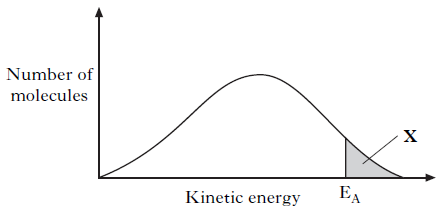 Number of
molecules
X
Kinetic energy
E_A